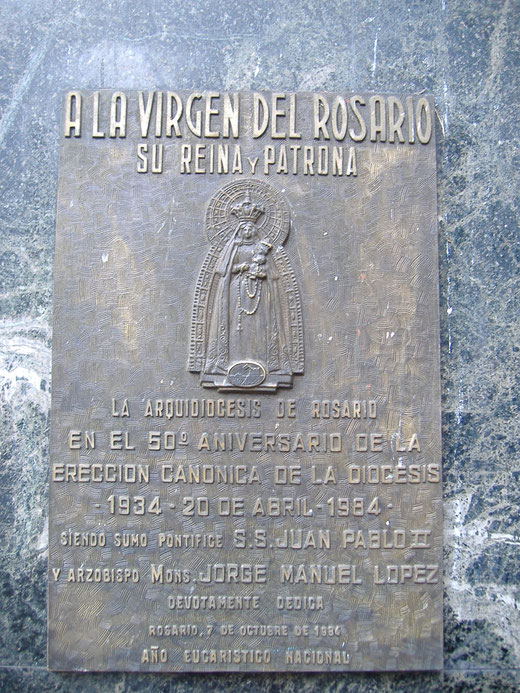 A LA VIRGEN DEL ROSARIO
SU REINA Y PATRONA
LA ARQUIDIOCESIS DE ROSARIO
EN EL 50º ANIVERSARIO DE LA
ERECCION CANONICA DE LA DIOCESIS
- 1934 - 20 DE ABRIL - 1984 -
SIENDO SUMO PONTIFICE S.S. JUAN PABLO II
Y ARZOBISPO MONS. JORGE MANUEL LOPEZ
DEVOTAMENTE DEDICA
ROSARIO, 7 DE OCTUBRE DE 1984
AÑO EUCARISTICO NACIONAL